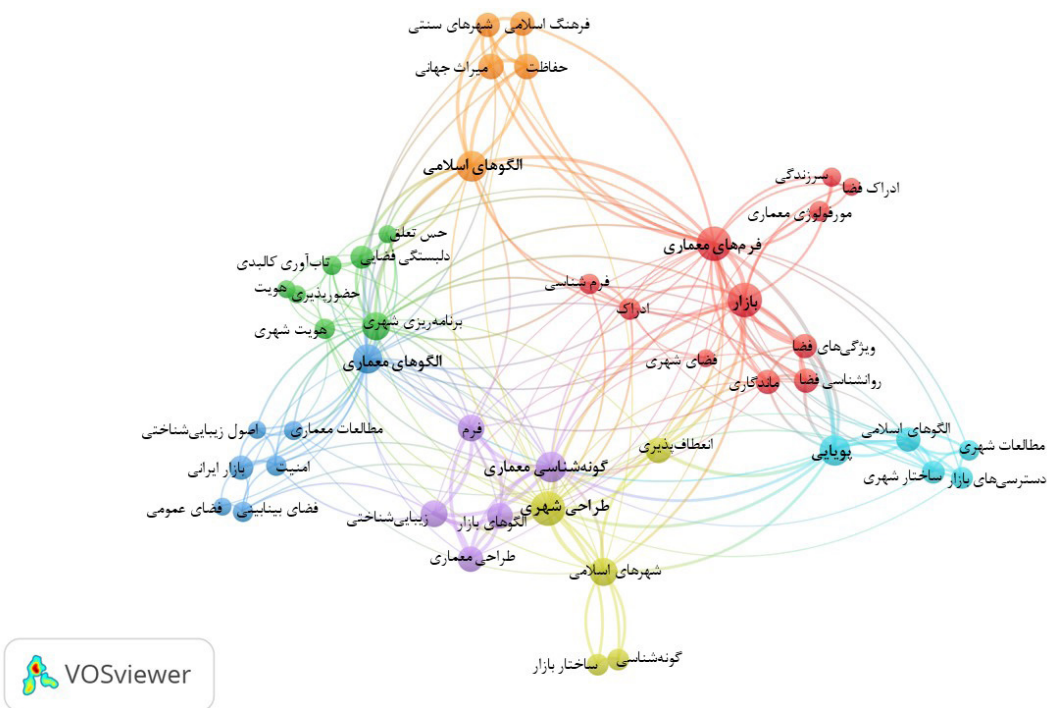 شهرهای سنتی
فرهنگ اسلامی
میراث جهانی
حفاظت
الگوهای اسلامی
سرزندگی
ادراک فضا
مورفولوژی معماری
فرم‌های معماری
حس تعلق
دلبستگی فضایی
تاب‌آوری کالبدی
حضورپذیری
هویت
فرم شناسی
بازار
ادراک
برنامه‌ریزی شهری
هویت شهری
ویژگی‌های فضا
الگوهای معماری
فضای شهری
روانشناسی فضا
ماندگاری
اصول زیبایی‌شناختی
مطالعات معماری
فرم
انعطاف‌پذیری
الگوهای اسلامی
مطالعات شهری
پویایی
بازار ایرانی
امنیت
گونه‌شناسی معماری
ساختار شهری
دسترسی‌های بازار
فضای عمومی
فضای بینابینی
زیبایی‌شناختی
الگوهای بازار
طراحی شهری
طراحی معماری
شهرهای اسلامی
ساختار بازار
گونه‌شناسی
VOSviewer